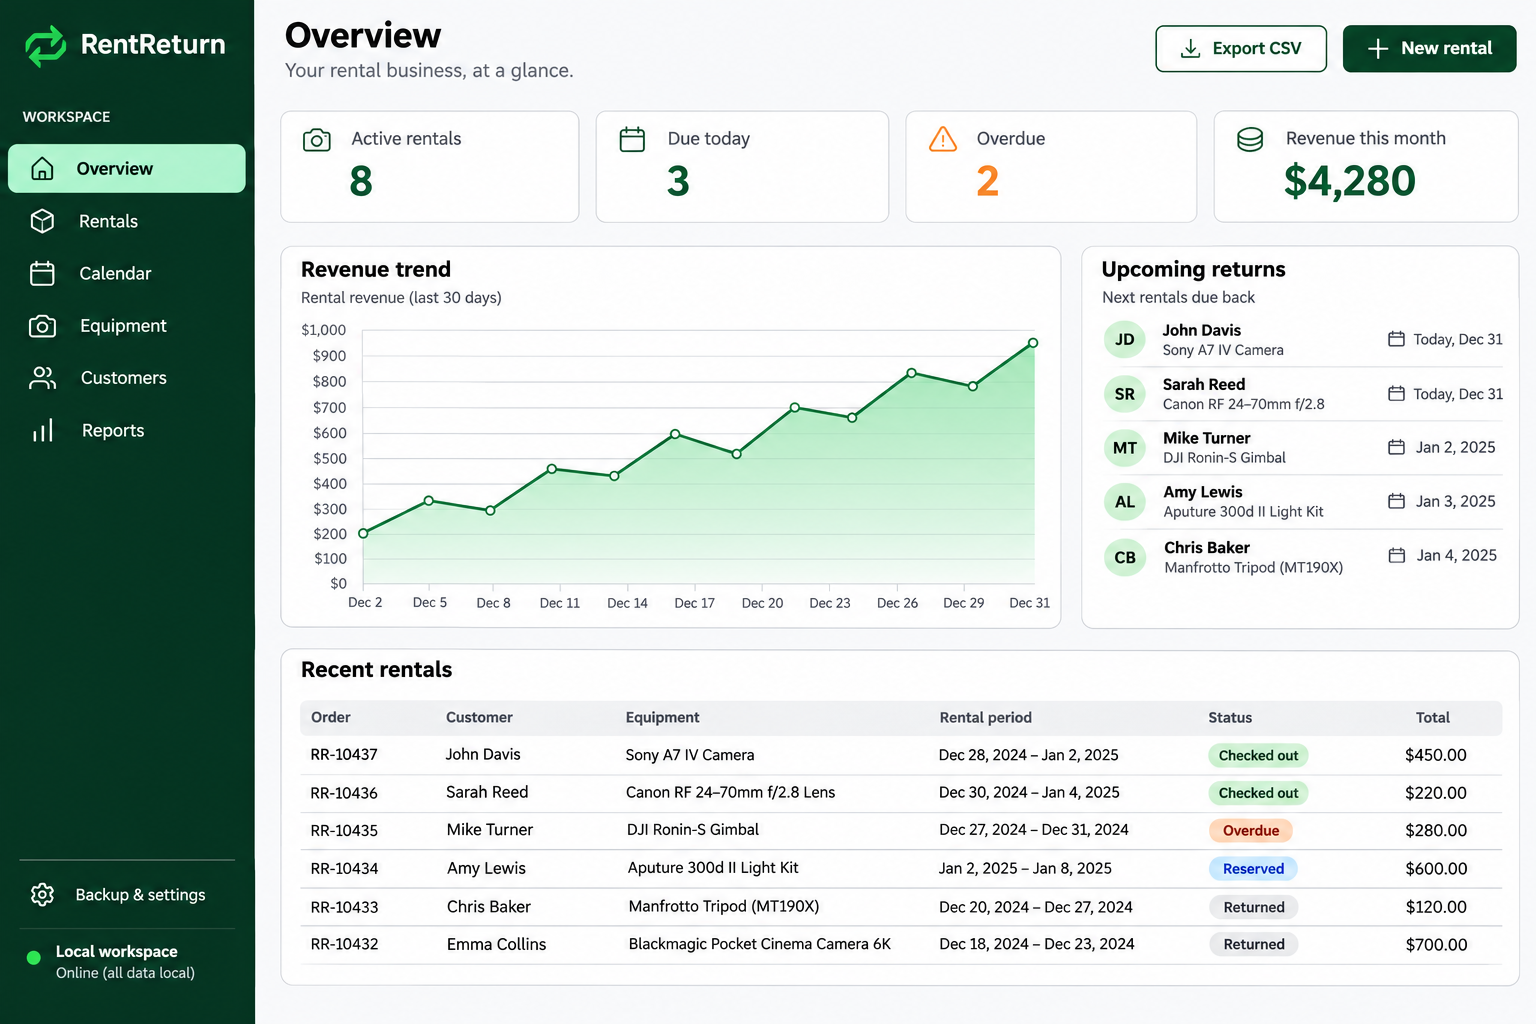 RentReturn
WORKSPACE
Overview
Rentals
Calendar
Equipment
Customers
Reports
Backup & settings
Local workspace
Online (all data local)
Overview
Your rental business, at a glance.
Export CSV
New rental
Active rentals
8
Due today
3
Overdue
2
Revenue this month
$4,280
Revenue trend
Rental revenue (last 30 days)
$1,000
$900
$800
$700
$600
$500
$400
$300
$200
$100
$0
Dec 2 Dec 5 Dec 8 Dec 11 Dec 14 Dec 17 Dec 20 Dec 23 Dec 26 Dec 29 Dec 31
Upcoming returns
Next rentals due back
JD John Davis Today, Dec 31
Sony A7 IV Camera
SR Sarah Reed Today, Dec 31
Canon RF 24–70mm f/2.8
MT Mike Turner Jan 2, 2025
DJI Ronin-S Gimbal
AL Amy Lewis Jan 3, 2025
Aputure 300d II Light Kit
CB Chris Baker Jan 4, 2025
Manfrotto Tripod (MT190X)
Recent rentals
Order Customer Equipment Rental period Status Total
RR-10437 John Davis Sony A7 IV Camera Dec 28, 2024 – Jan 2, 2025 Checked out $450.00
RR-10436 Sarah Reed Canon RF 24–70mm f/2.8 Lens Dec 30, 2024 – Jan 4, 2025 Checked out $220.00
RR-10435 Mike Turner DJI Ronin-S Gimbal Dec 27, 2024 – Dec 31, 2024 Overdue $280.00
RR-10434 Amy Lewis Aputure 300d II Light Kit Jan 2, 2025 – Jan 8, 2025 Reserved $600.00
RR-10433 Chris Baker Manfrotto Tripod (MT190X) Dec 20, 2024 – Dec 27, 2024 Returned $120.00
RR-10432 Emma Collins Blackmagic Pocket Cinema Camera 6K Dec 18, 2024 – Dec 23, 2024 Returned $700.00